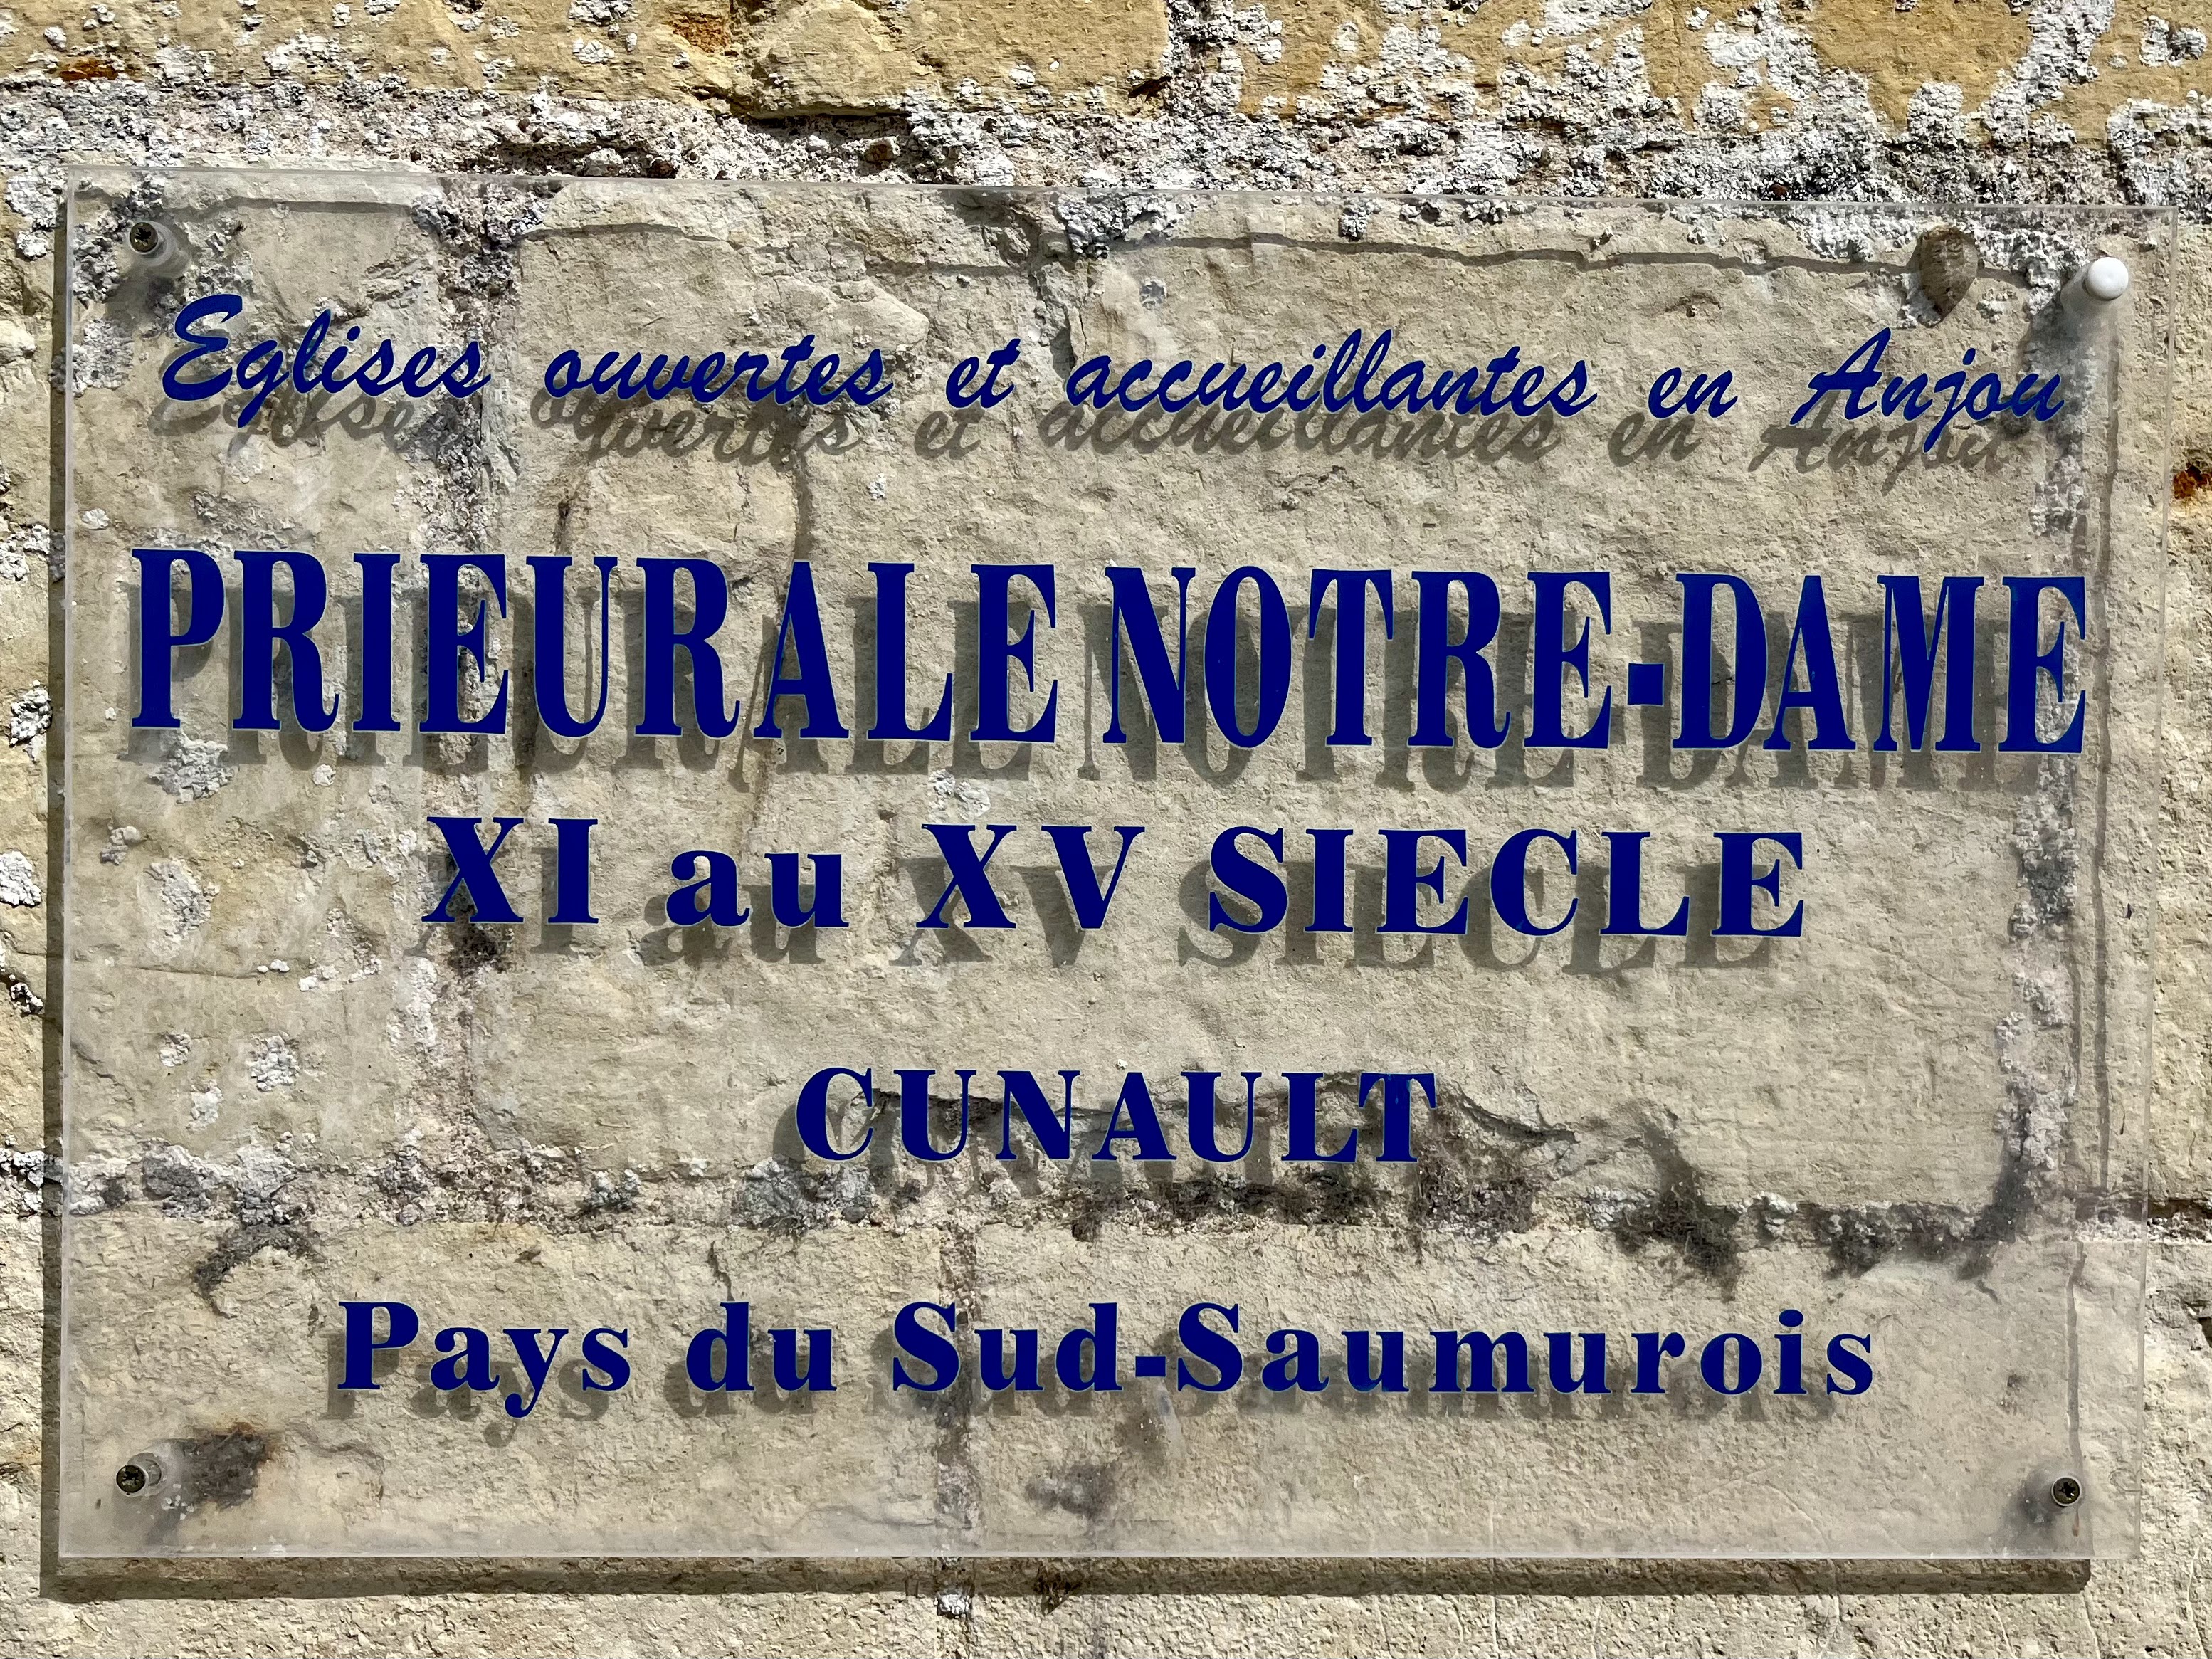 Eglises ouvertes et accueillantes en Anjou
PRIEURALE NOTRE-DAME
XI au XV SIECLE
CUNAULT
Pays du Sud-Saumurois